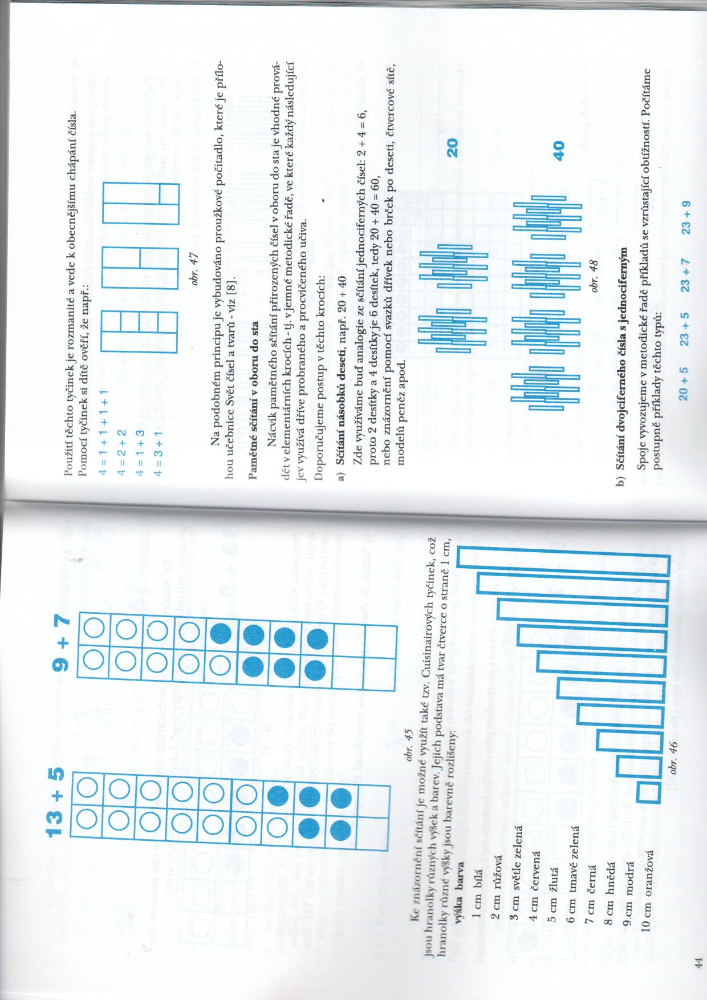 13 + 5
9 + 7
obr. 45
Ke znázornění sčítání je možné využít také tzv. Cuisinairových tyčinek, což
jsou hranolky různých výšek a barev. Jejich podstava má tvar čtverce o straně 1 cm,
hranolky různé výšky jsou barevně rozlišeny:
výška barva
1 cm bílá
2 cm růžová
3 cm světle zelená
4 cm červená
5 cm žlutá
6 cm tmavě zelená
7 cm černá
8 cm hnědá
9.cm modrá
10 cm oranžová
obr. 46
44
Použití těchto tyčinek je rozmanité a vede k obecnějšímu chápání čísla.
Pomocí tyčinek si dítě ověří, že např.:
4 = 1 + 1 + 1 + 1
4 = 2 + 2
4 = 1 + 3
4 = 3 + 1
obr. 47
Na podobném principu je vybudováno proužkové počitadlo, které je přílo-
hou učebnice Svět čísel a tvarů - viz [8].
Pamětné sčítání v oboru do sta
Nácvik pamětného sčítání přirozených čísel v oboru do sta je vhodné prová-
dět v elementárních krocích - tj. v jemné metodické řadě, ve které každý následující
jev využívá dříve probraného a procvičeného učiva.
Doporučujeme postup v těchto krocích:
a) Sčítání násobků deseti, např. 20 + 40
Zde využíváme buď analogie ze sčítání jednociferných čísel: 2 + 4 = 6,
proto 2 desítky a 4 desítky je 6 desítek, tedy 20 + 40 = 60,
nebo znázornění pomocí svazků dřívek nebo brček po deseti, čtvercové sítě,
modelů peněz apod.
20
40
obr. 48
b) Sčítání dvojciferného čísla s jednociferným
Spoje vyvozujeme v metodické řadě příkladů se vzrůstající obtížností. Počítáme
postupně příklady těchto typů:
20 + 5 23 + 5 23 + 7 23 + 9